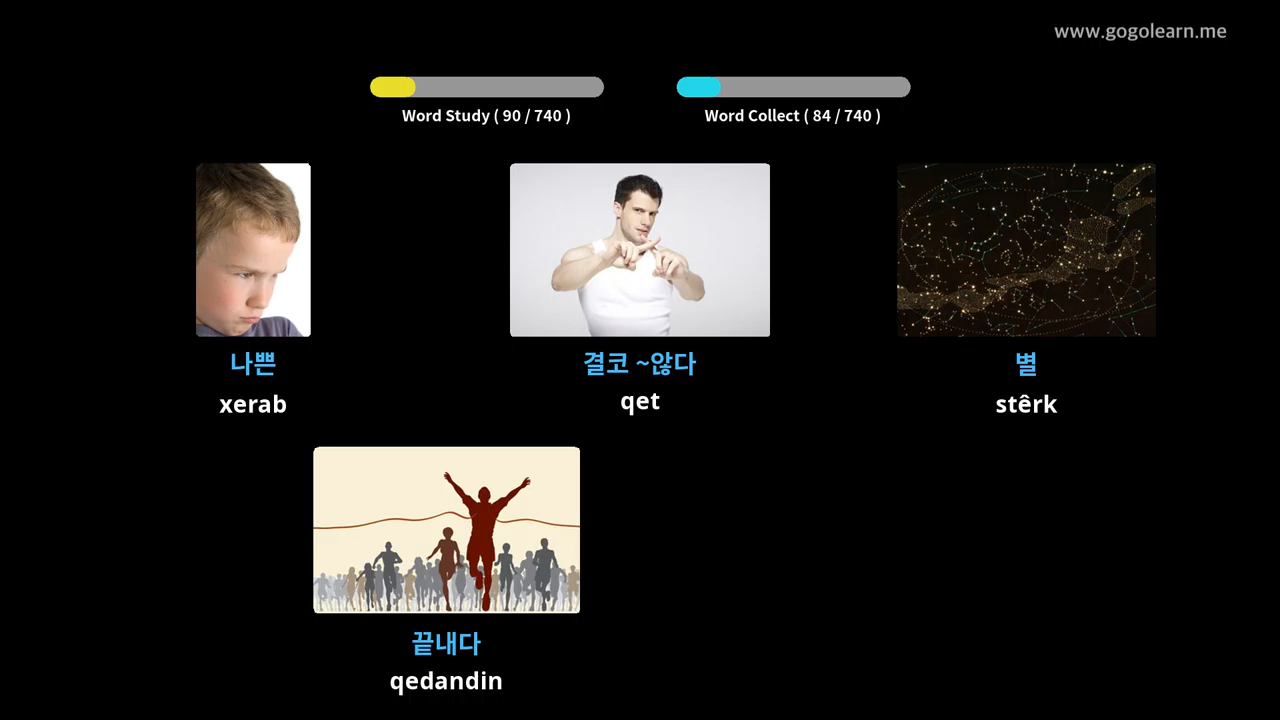 www.gogolearn.me
Word Study ( 90 / 740 )
Word Collect ( 84 / 740 )
나쁜
xerab
결코 ~않다
qet
별
stêrk
끝내다
qedandin